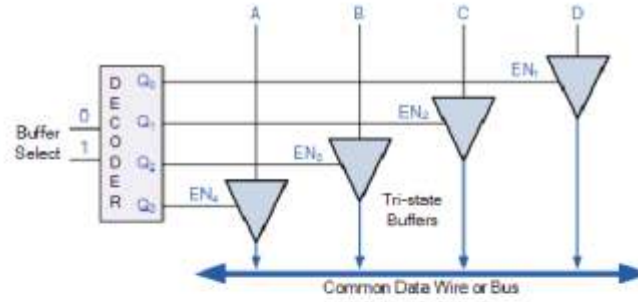 A B C D
DECODER
Q₀ EN₁
0 Q₁ EN₂
Buffer
Select
1 Q₂ EN₃
Q₃ EN₄
Tri-state
Buffers
Common Data Wire or Bus